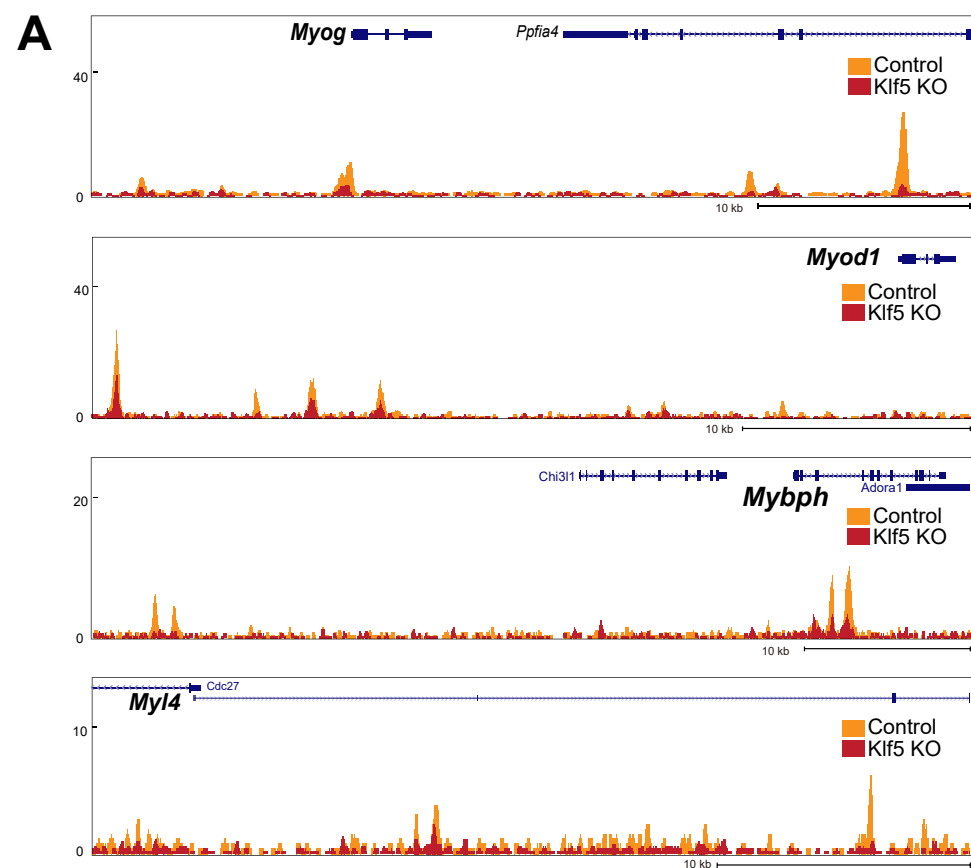 A
Myog
Ppfia4
40
Control
Klf5 KO
0
10 kb
Myod1
40
Control
Klf5 KO
0
10 kb
Chi3l1
Mybph
Adora1
20
Control
Klf5 KO
0
10 kb
Cdc27
Myl4
10
Control
Klf5 KO
0
10 kb